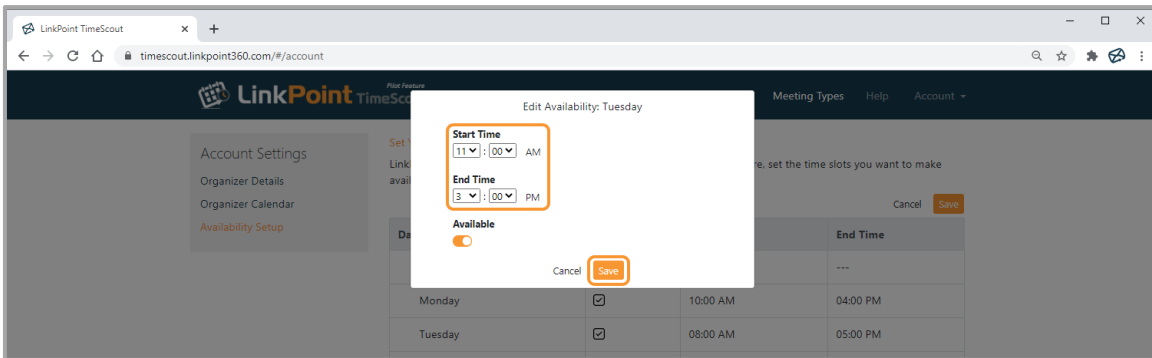 LinkPoint TimeScout
timescout.linkpoint360.com/#/account
LinkPoint TimeSco
Pilot Feature
Meeting Types Help Account
Edit Availability: Tuesday
Start Time
11 : 00 AM
End Time
3 : 00 PM
Available
Cancel Save
Account Settings
Organizer Details
Organizer Calendar
Availability Setup
Set
Link re, set the time slots you want to make
avail
Cancel Save
Da End Time
---
Monday 10:00 AM 04:00 PM
Tuesday 08:00 AM 05:00 PM